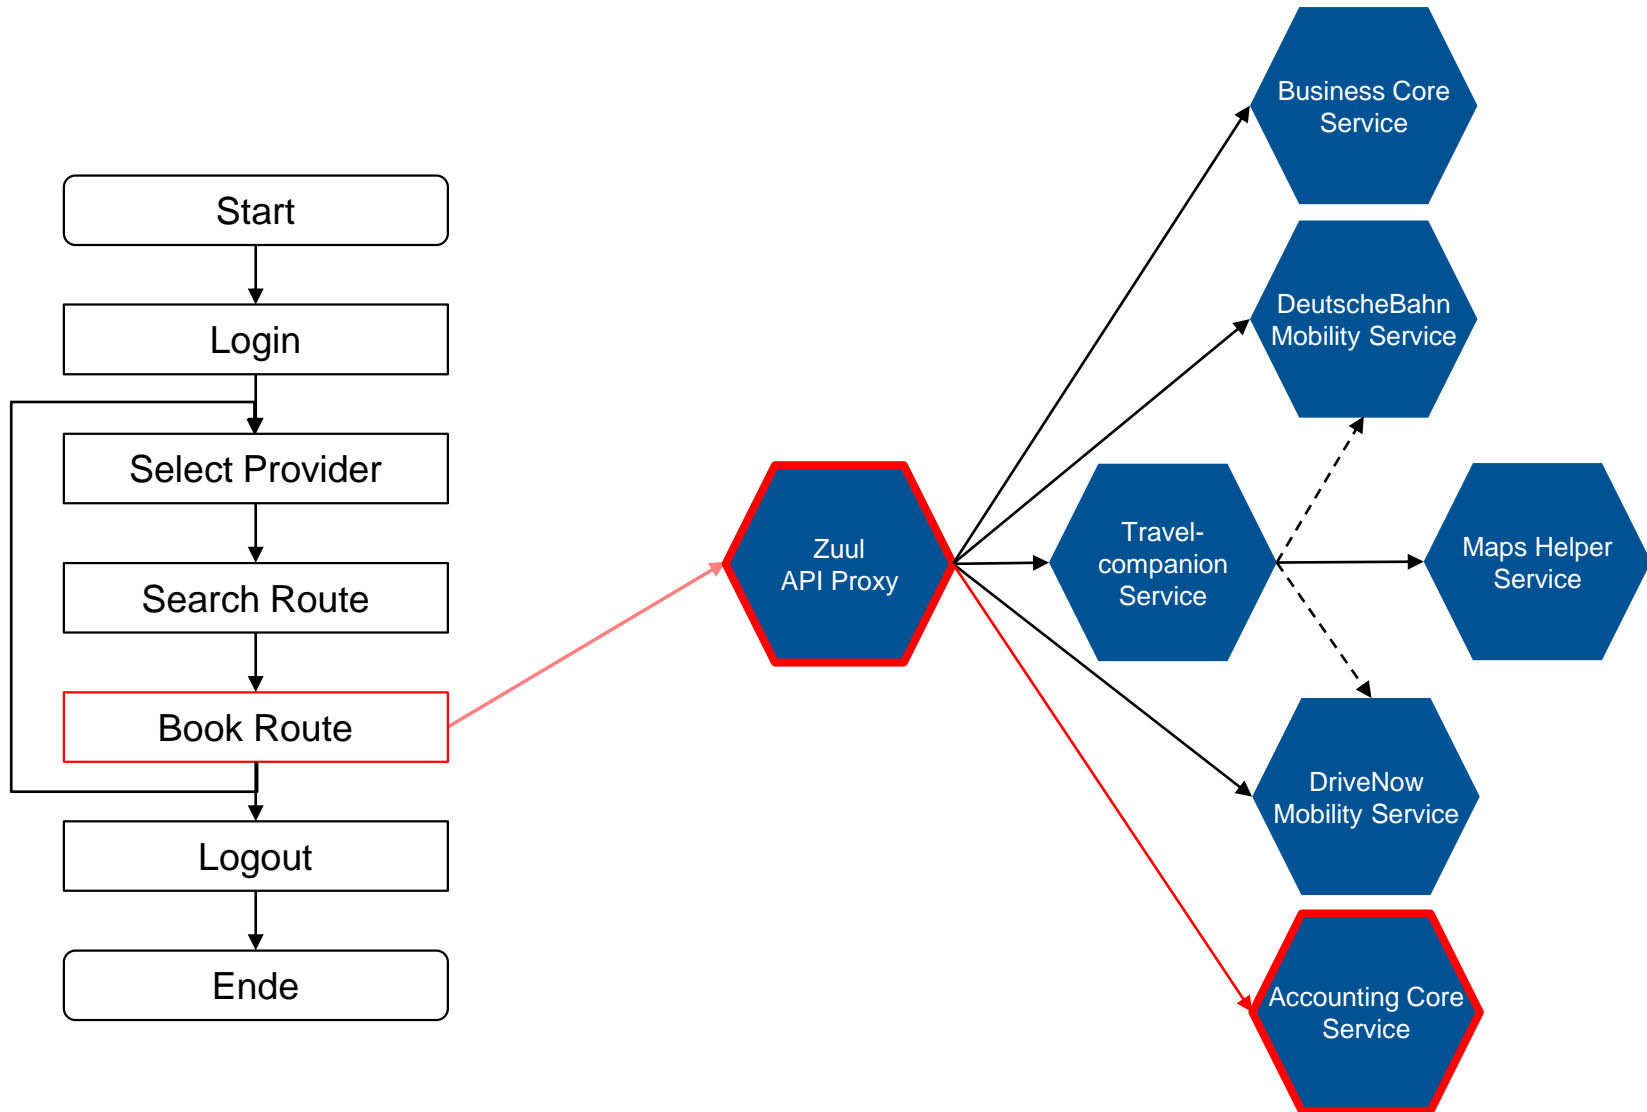 Start
Login
Select Provider
Search Route
Book Route
Logout
Ende
Zuul
API Proxy
Business Core
Service
DeutscheBahn
Mobility Service
Travel-
companion
Service
Maps Helper
Service
DriveNow
Mobility Service
Accounting Core
Service